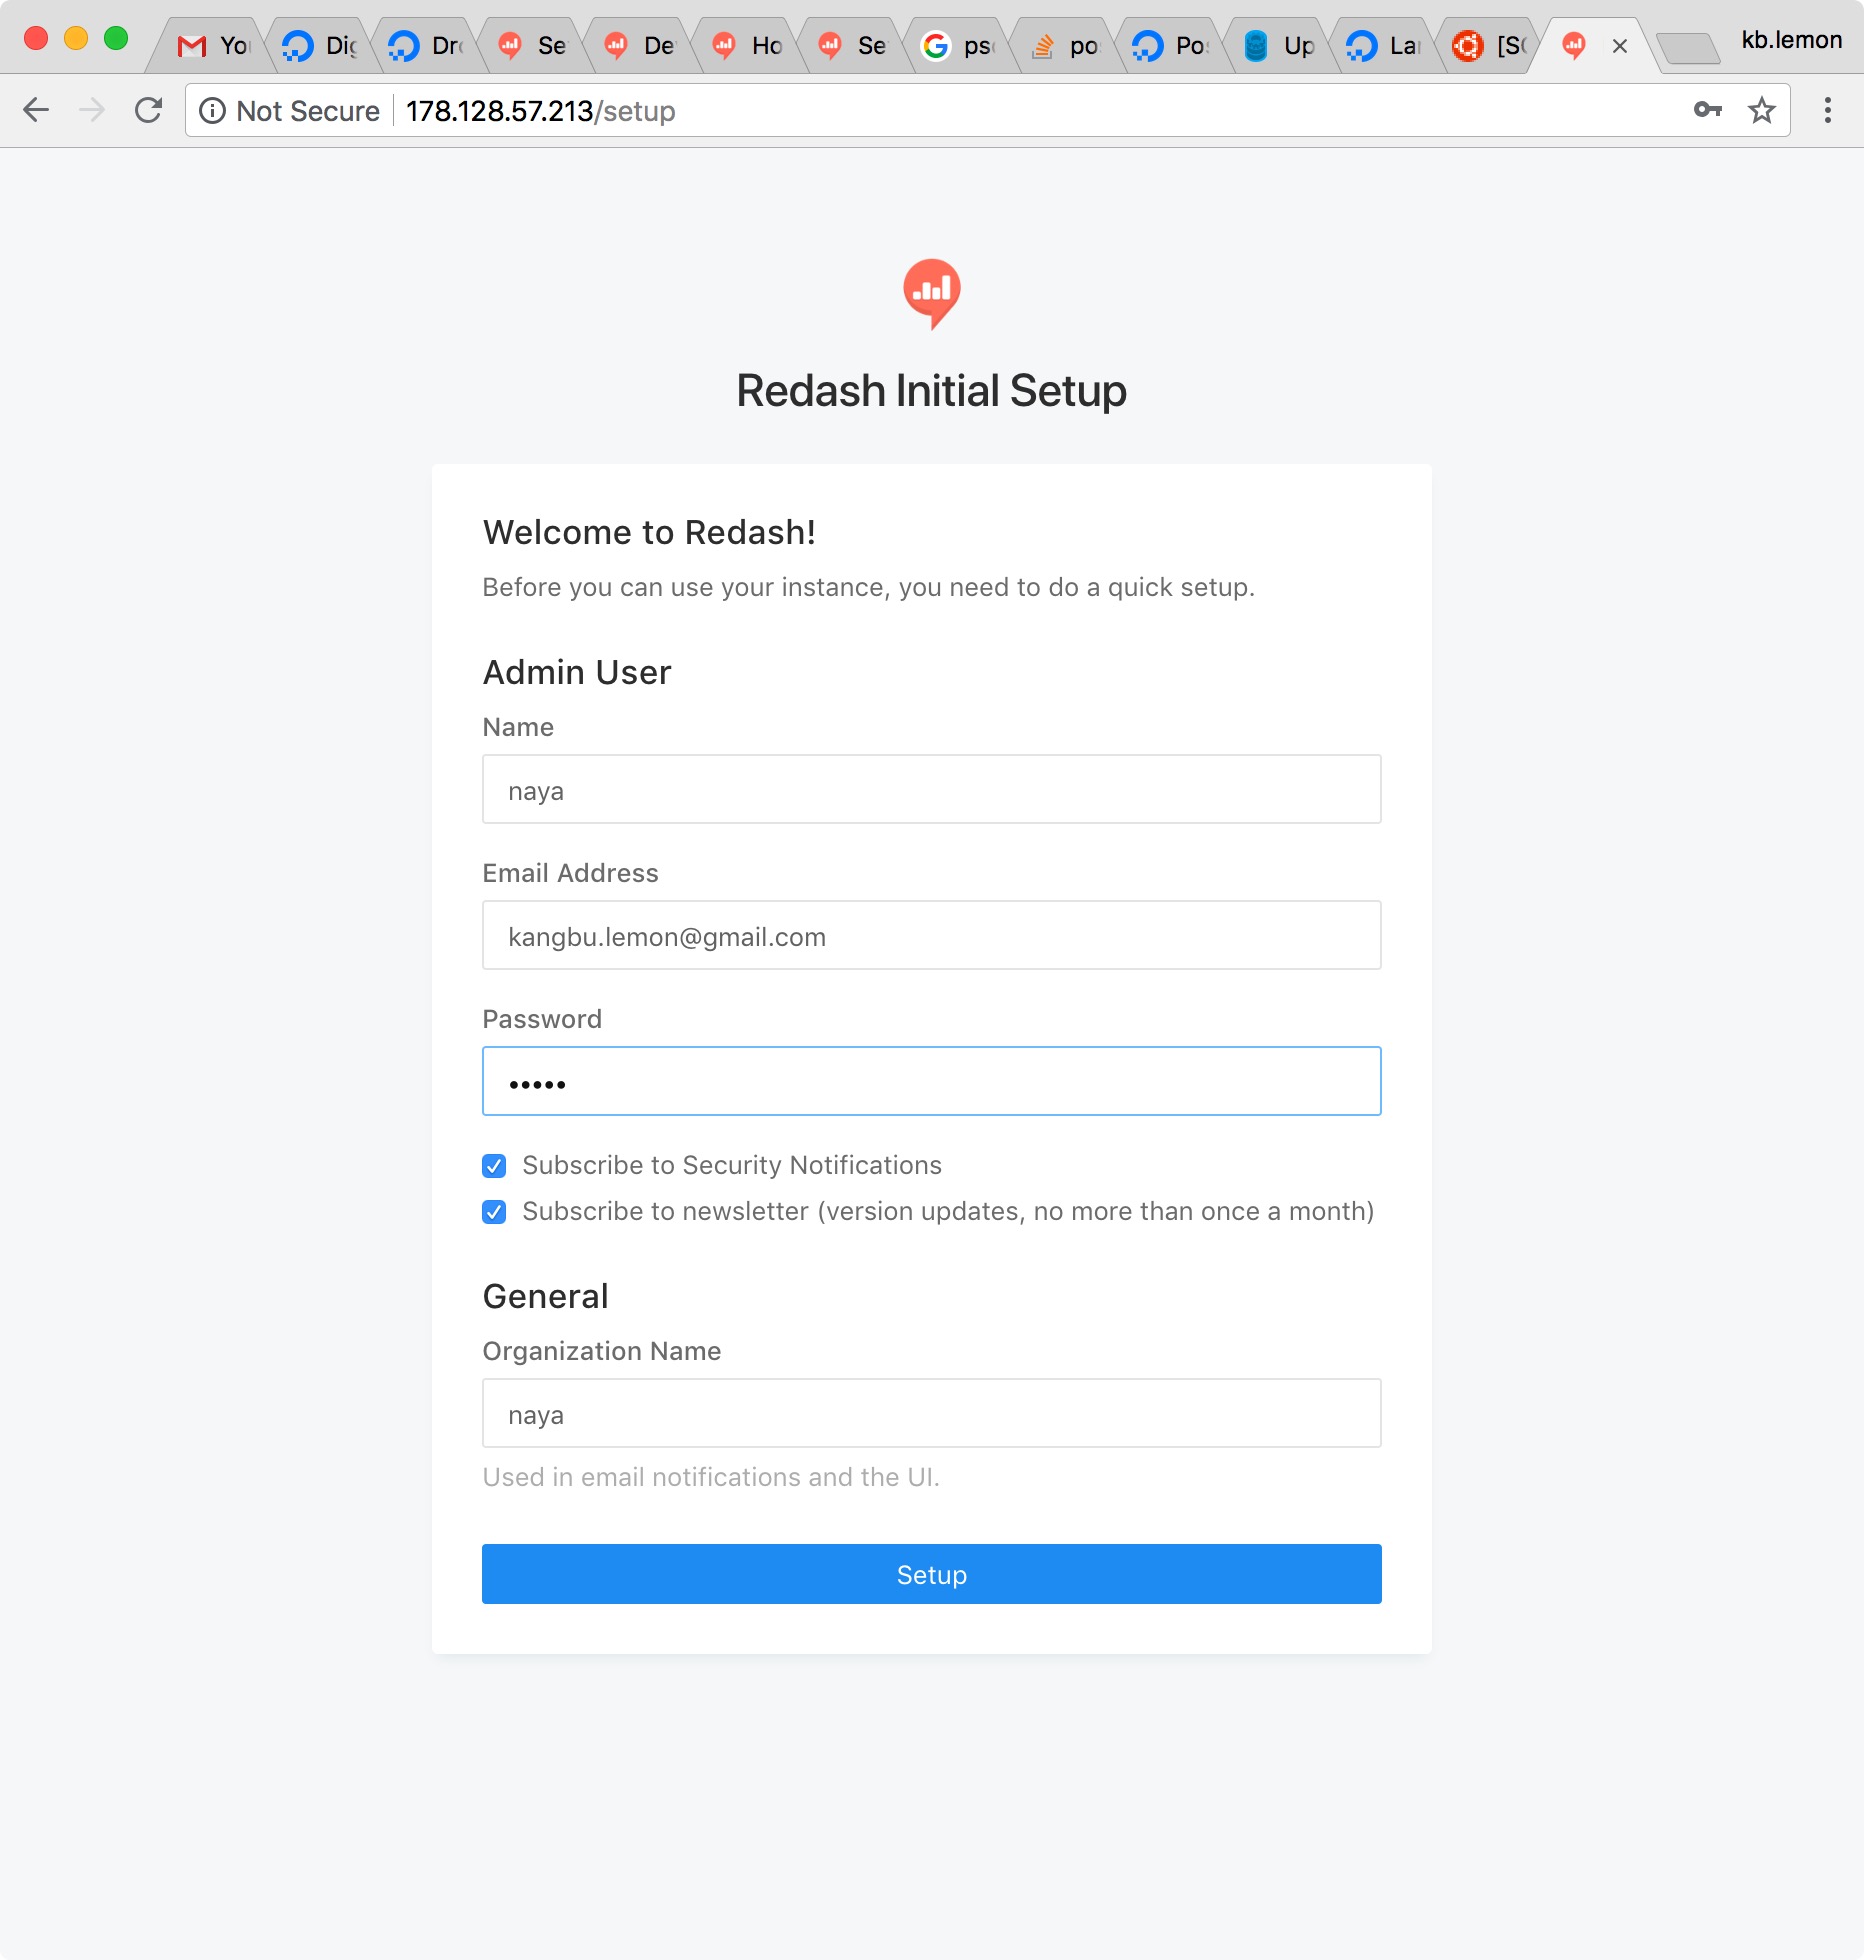 Yo
Dig
Dr
Se
De
Ho
Se
ps
po
Pos
Up
La
[S
kb.lemon
Not Secure
178.128.57.213/setup
Redash Initial Setup
Welcome to Redash!
Before you can use your instance, you need to do a quick setup.
Admin User
Name
naya
Email Address
kangbu.lemon@gmail.com
Password
•••••
Subscribe to Security Notifications
Subscribe to newsletter (version updates, no more than once a month)
General
Organization Name
naya
Used in email notifications and the UI.
Setup